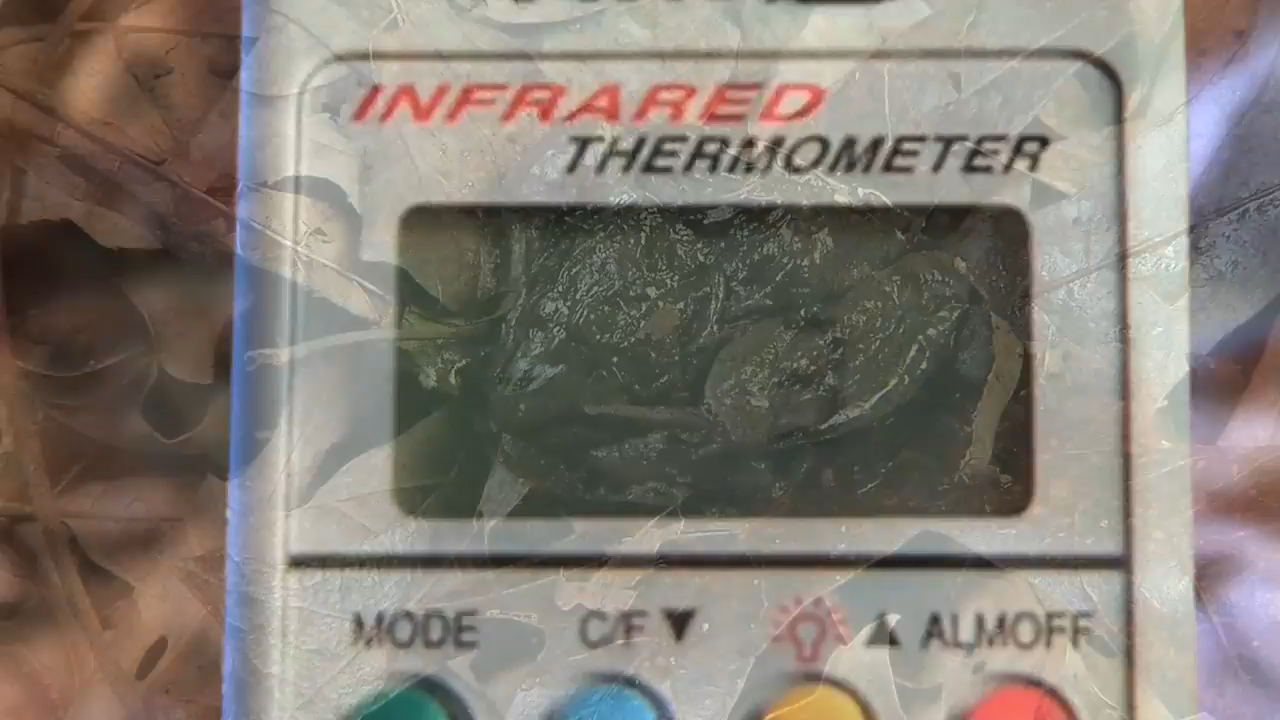 INFRARED
THERMOMETER
MODE C/F ▼ ▲ ALMOFF